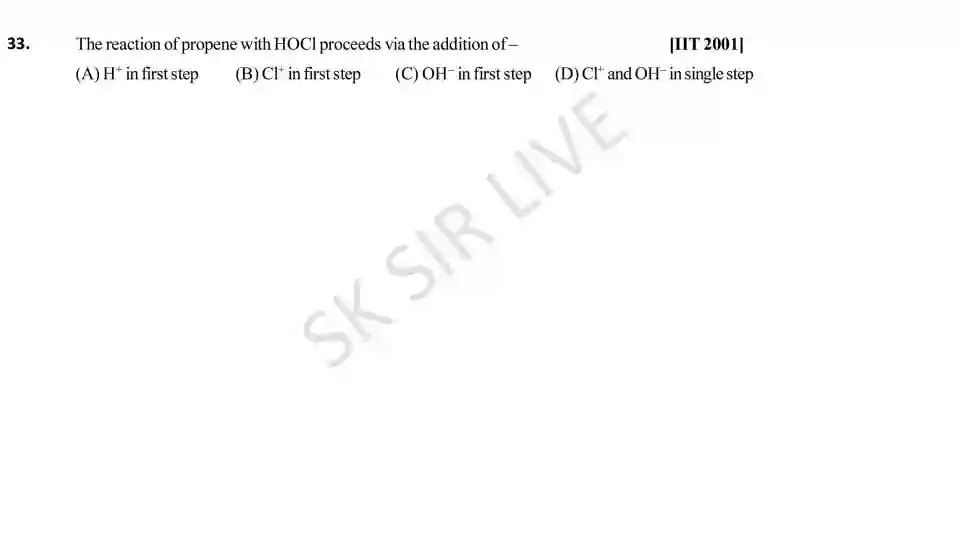 33. The reaction of propene with HOCl proceeds via the addition of – [IIT 2001]
(A) H⁺ in first step (B) Cl⁺ in first step (C) OH⁻ in first step (D) Cl⁺ and OH⁻ in single step
SK SIR LIVE